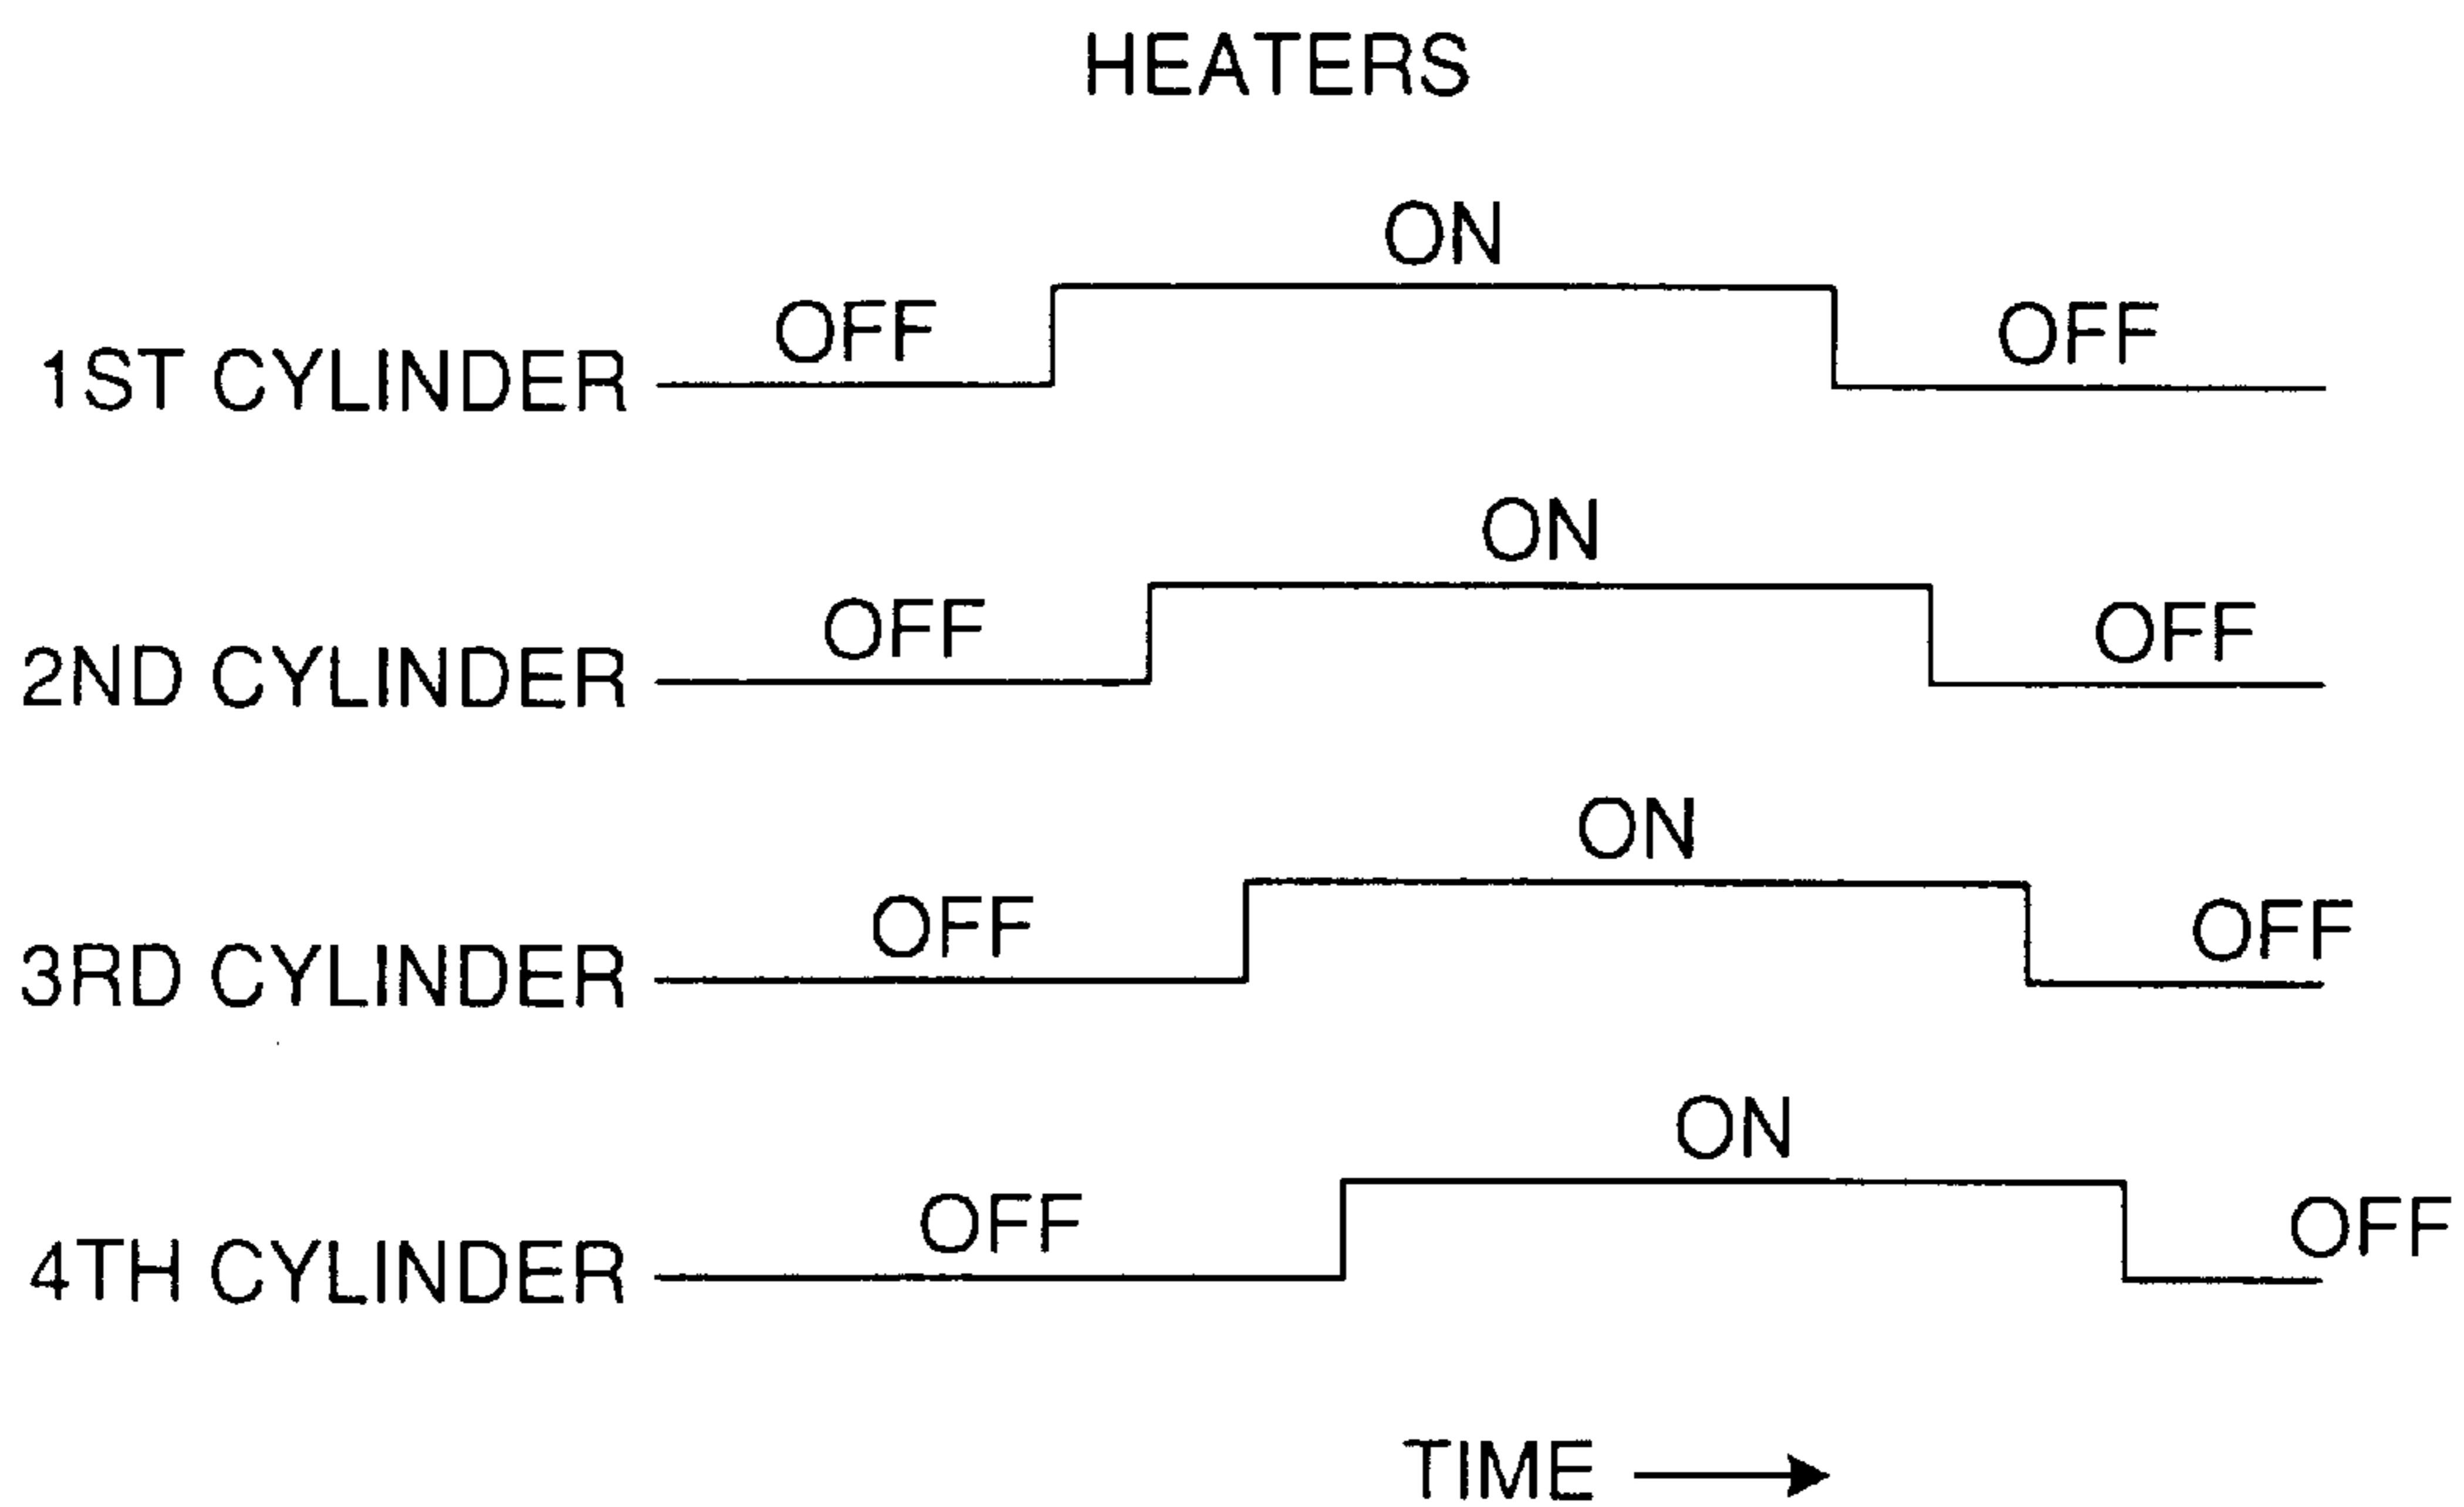 HEATERS
ON
OFF
OFF
1ST CYLINDER
ON
OFF
OFF
2ND CYLINDER
ON
OFF
OFF
3RD CYLINDER
ON
OFF
OFF
4TH CYLINDER
TIME